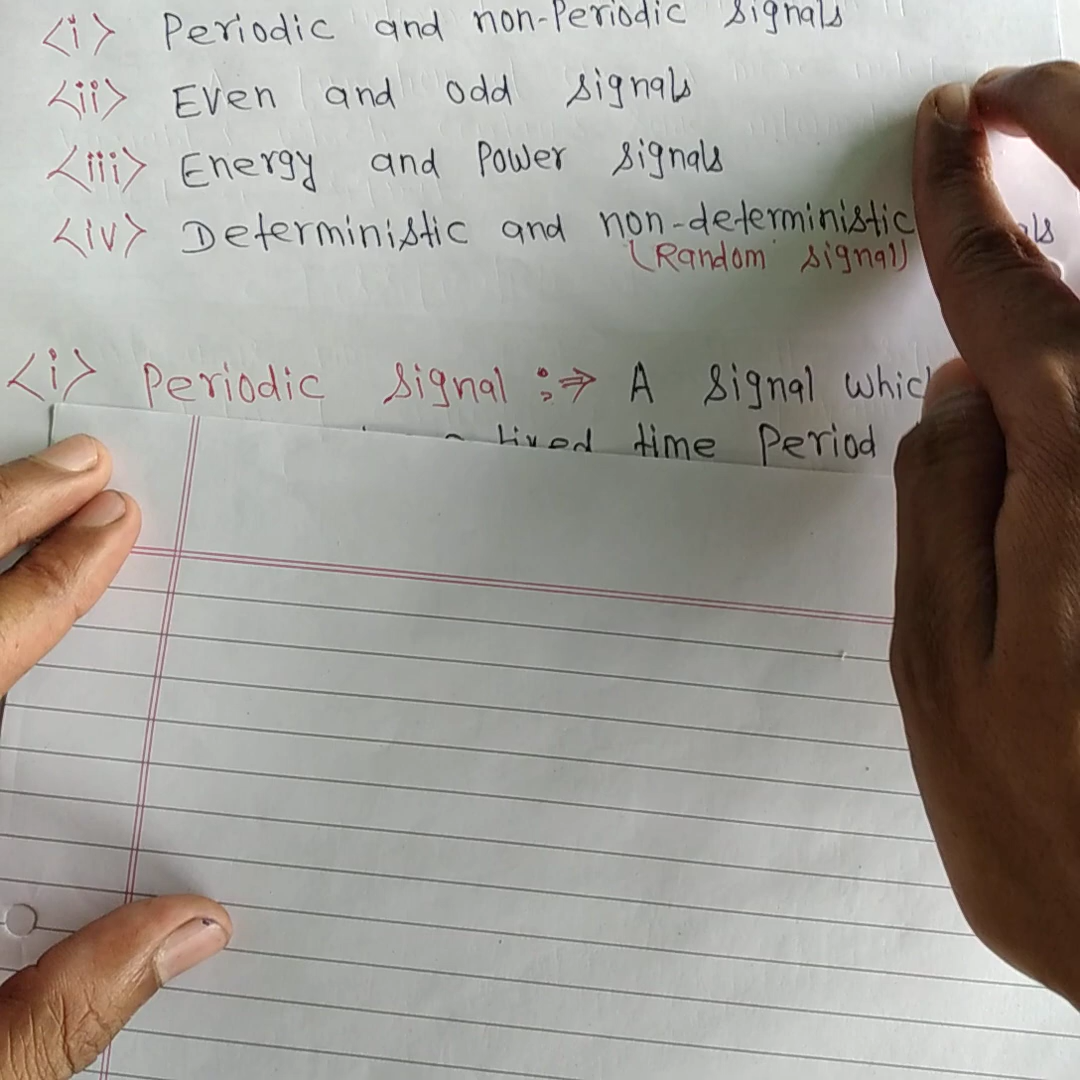 <i> Periodic and non-Periodic signals
<ii> Even and odd signals
<iii> Energy and Power signals
<iv> Deterministic and non-deterministic
(Random signal)
<i> Periodic signal :⇒ A signal
time Period